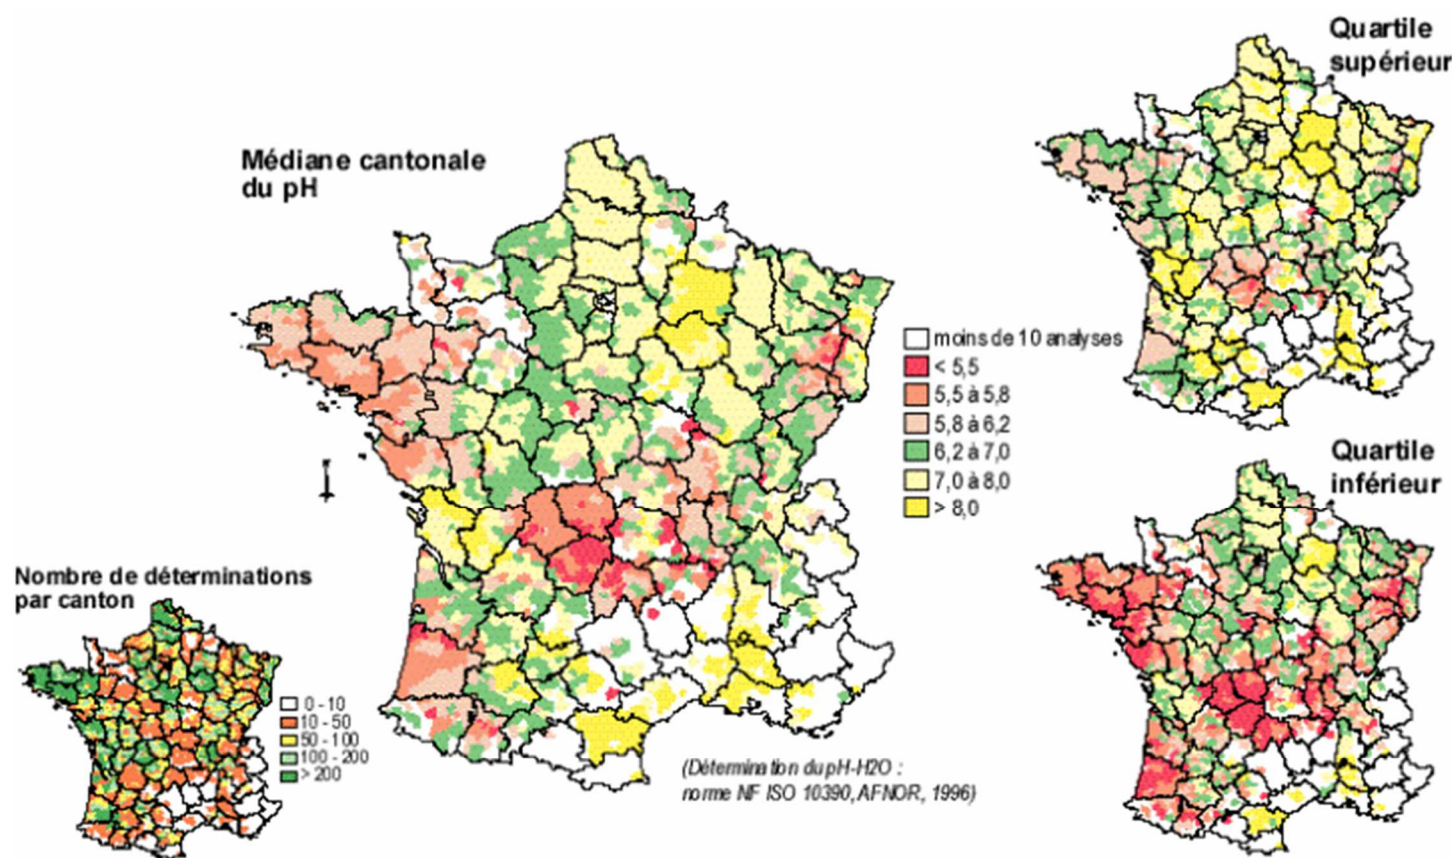 Quartile
supérieur
Médiane cantonale
du pH
moins de 10 analyses
< 5,5
5,5 à 5,8
5,8 à 6,2
6,2 à 7,0
7,0 à 8,0
> 8,0
Quartile
inférieur
Nombre de déterminations
par canton
0 - 10
10 - 50
50 - 100
100 - 200
> 200
(Détermination du pH-H2O :
norme NF ISO 10390, AFNOR, 1996)